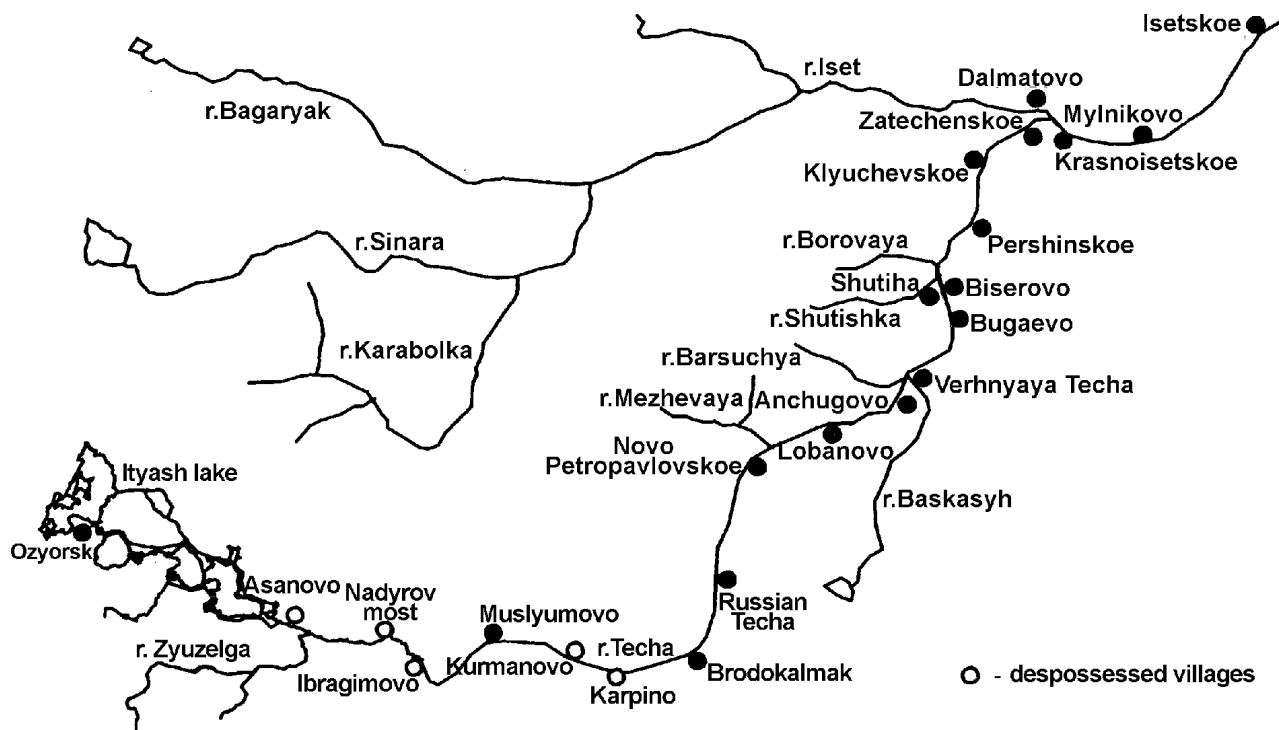 Isetskoe
r.Iset
Dalmatovo
r.Bagaryak
Zatechenskoe
Mylnikovo
Klyuchevskoe
Krasnoisetskoe
r.Sinara
r.Borovaya
Pershinskoe
Shutiha
Biserovo
r.Shutishka
Bugaevo
r.Karabolka
r.Barsuchya
Verhnyaya Techa
r.Mezhevaya
Anchugovo
Novo
Petropavlovskoe
Lobanovo
Ityash lake
r.Baskasyh
Ozyorsk
Asanovo
Nadyrov
most
Muslyumovo
Russian
Techa
r. Zyuzelga
Ibragimovo
Kurmanovo
r.Techa
Karpino
Brodokalmak
- despossessed villages